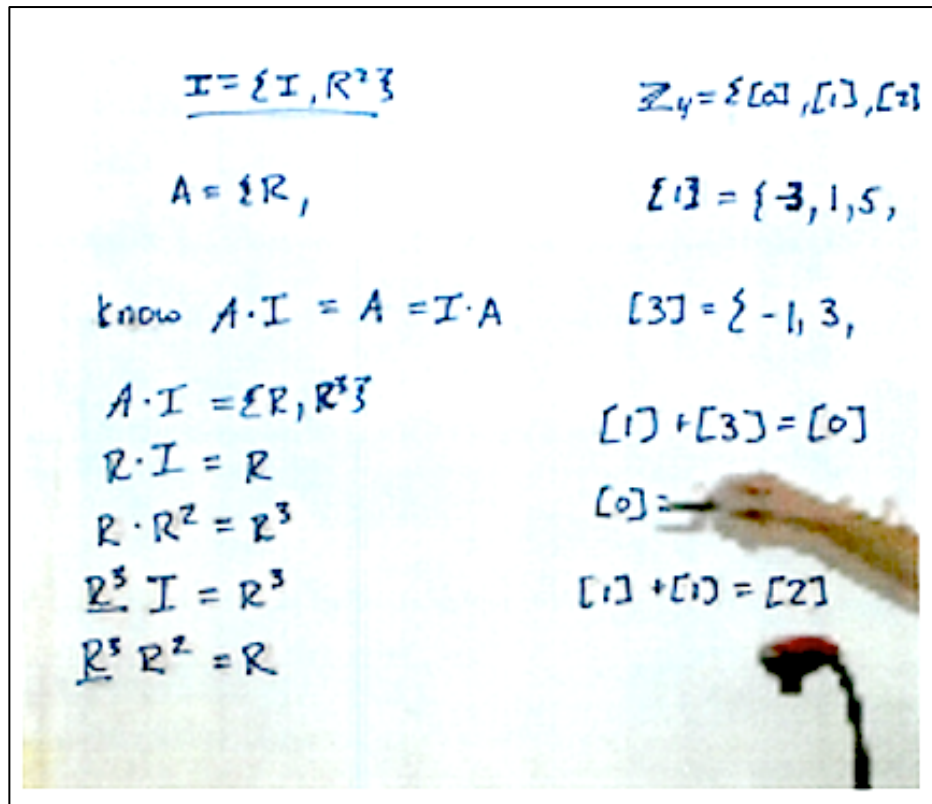 I = {I, R²}
A = {R,
know A·I = A = I·A
A·I = {R, R³}
R·I = R
R·R² = R³
R³ I = R³
R³ R² = R
ℤ₄ = {[0], [1], [2]
[1] = {-3, 1, 5,
[3] = {-1, 3,
[1] + [3] = [0]
[0] =
[1] + [1] = [2]